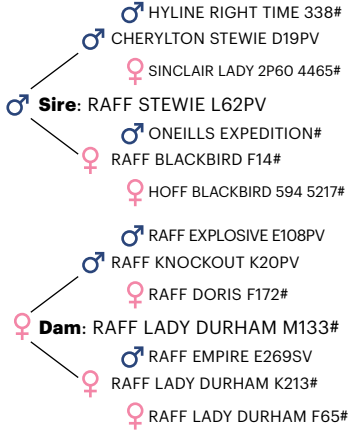 HYLINE RIGHT TIME 338#
CHERYLTON STEWIE D19PV
SINCLAIR LADY 2P60 4465#
Sire: RAFF STEWIE L62PV
ONEILLS EXPEDITION#
RAFF BLACKBIRD F14#
HOFF BLACKBIRD 594 5217#
RAFF EXPLOSIVE E108PV
RAFF KNOCKOUT K20PV
RAFF DORIS F172#
Dam: RAFF LADY DURHAM M133#
RAFF EMPIRE E269SV
RAFF LADY DURHAM K213#
RAFF LADY DURHAM F65#